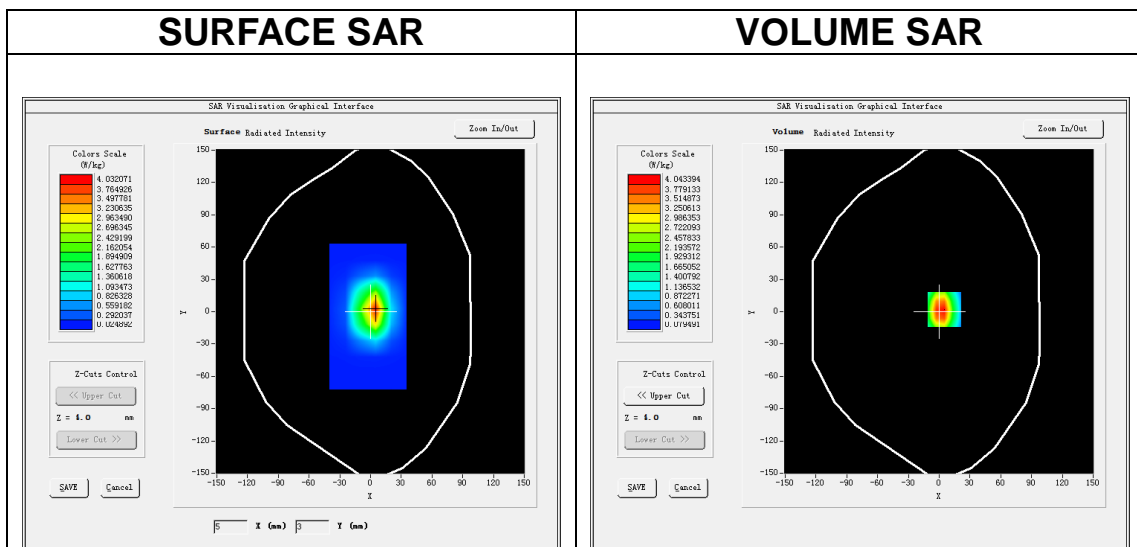 SURFACE SAR
VOLUME SAR
SAR Visualisation Graphical Interface
Surface Radiated Intensity
Zoom In/Out
Colors Scale
(W/kg)
4.032071
3.764926
3.497781
3.230635
2.963490
2.696345
2.429199
2.162054
1.894909
1.627763
1.360618
1.093473
0.826328
0.559182
0.292037
0.024892
Z-Cuts Control
<< Upper Cut
Z = 4.0 mm
Lower Cut >>
SAVE
Cancel
150
120
90
60
30
0
-30
-60
-90
-120
-150
Y
-150 -120 -90 -60 -30 0 30 60 90 120 150
X
5 X (mm) 3 Y (mm)
SAR Visualisation Graphical Interface
Volume Radiated Intensity
Zoom In/Out
Colors Scale
(W/kg)
4.043394
3.779133
3.514873
3.250613
2.986353
2.722093
2.457833
2.193572
1.929312
1.665052
1.400792
1.136532
0.872271
0.608011
0.343751
0.079491
Z-Cuts Control
<< Upper Cut
Z = 4.0 mm
Lower Cut >>
SAVE
Cancel
150
120
90
60
30
0
-30
-60
-90
-120
-150
Y
-150 -120 -90 -60 -30 0 30 60 90 120 150
X